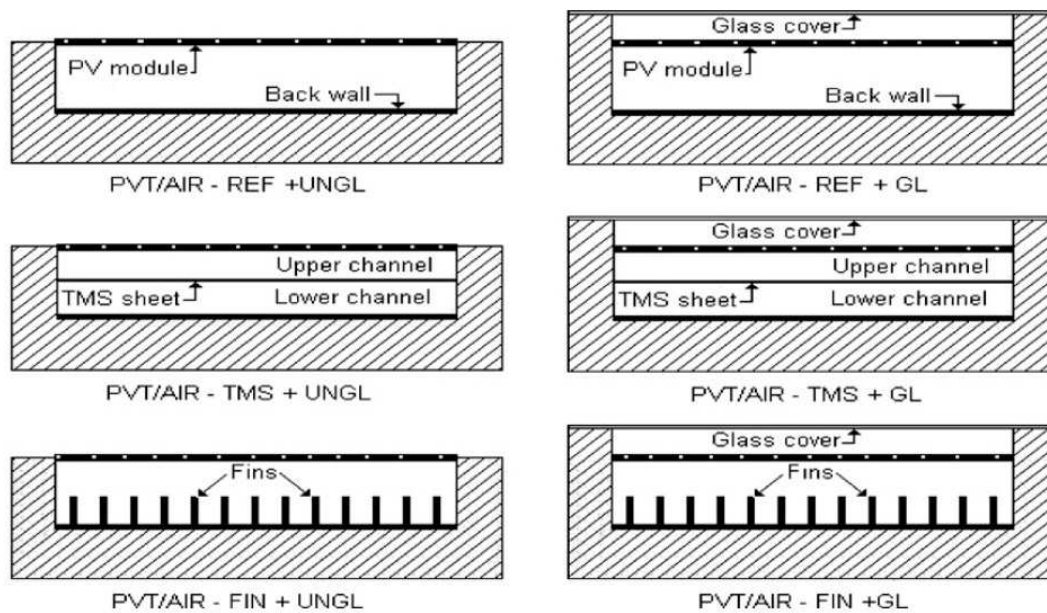 PV module
Back wall
PVT/AIR - REF +UNGL
Glass cover
PV module
Back wall
PVT/AIR - REF + GL
Upper channel
TMS sheet
Lower channel
PVT/AIR - TMS + UNGL
Glass cover
Upper channel
TMS sheet
Lower channel
PVT/AIR - TMS + GL
Fins
PVT/AIR - FIN + UNGL
Glass cover
Fins
PVT/AIR - FIN +GL